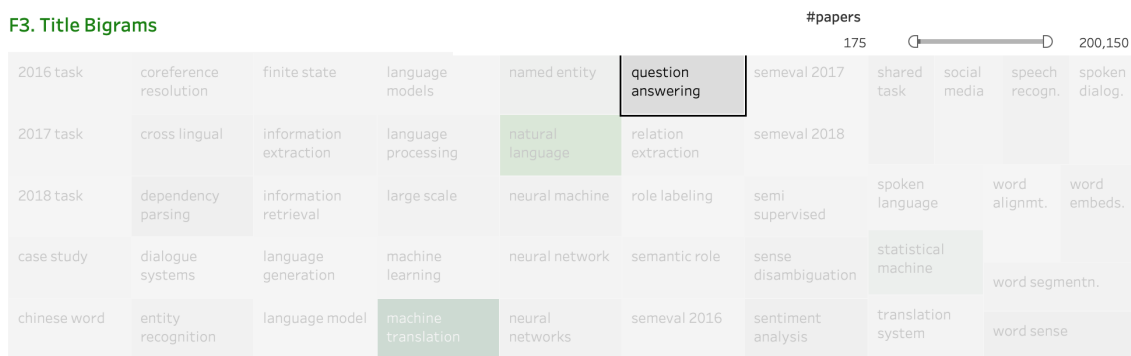 F3. Title Bigrams
#papers
175
200,150
2016 task
coreference
resolution
finite state
language
models
named entity
question
answering
semeval 2017
shared
task
social
media
speech
recogn.
spoken
dialog.
2017 task
cross lingual
information
extraction
language
processing
natural
language
relation
extraction
semeval 2018
2018 task
dependency
parsing
information
retrieval
large scale
neural machine
role labeling
semi
supervised
spoken
language
word
alignmt.
word
embeds.
case study
dialogue
systems
language
generation
machine
learning
neural network
semantic role
sense
disambiguation
statistical
machine
word segmentn.
chinese word
entity
recognition
language model
machine
translation
neural
networks
semeval 2016
sentiment
analysis
translation
system
word sense